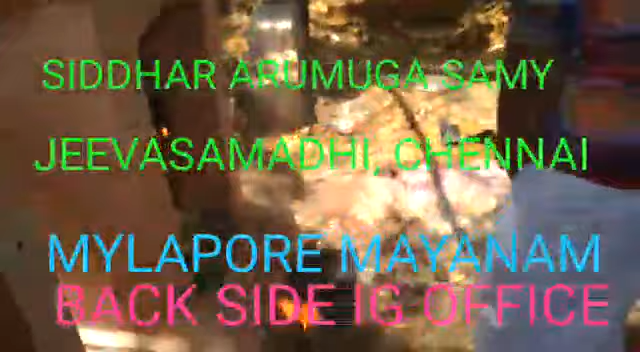 SIDDHAR ARUMUGA SAMY
JEEVASAMADHI, CHENNAI
MYLAPORE MAYANAM
BACK SIDE IG OFFICE